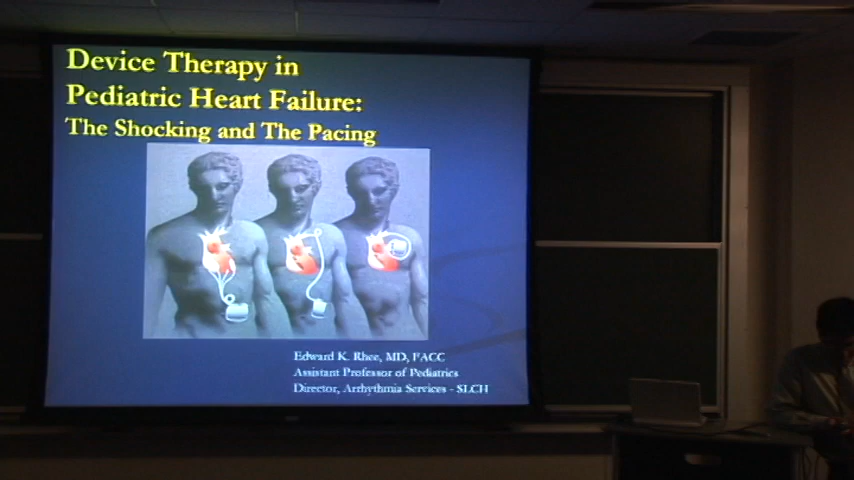 Device Therapy in
Pediatric Heart Failure:
The Shocking and The Pacing
Edward K. Rhee, MD, FACC
Assistant Professor of Pediatrics
Director, Arrhythmia Services - SLCH